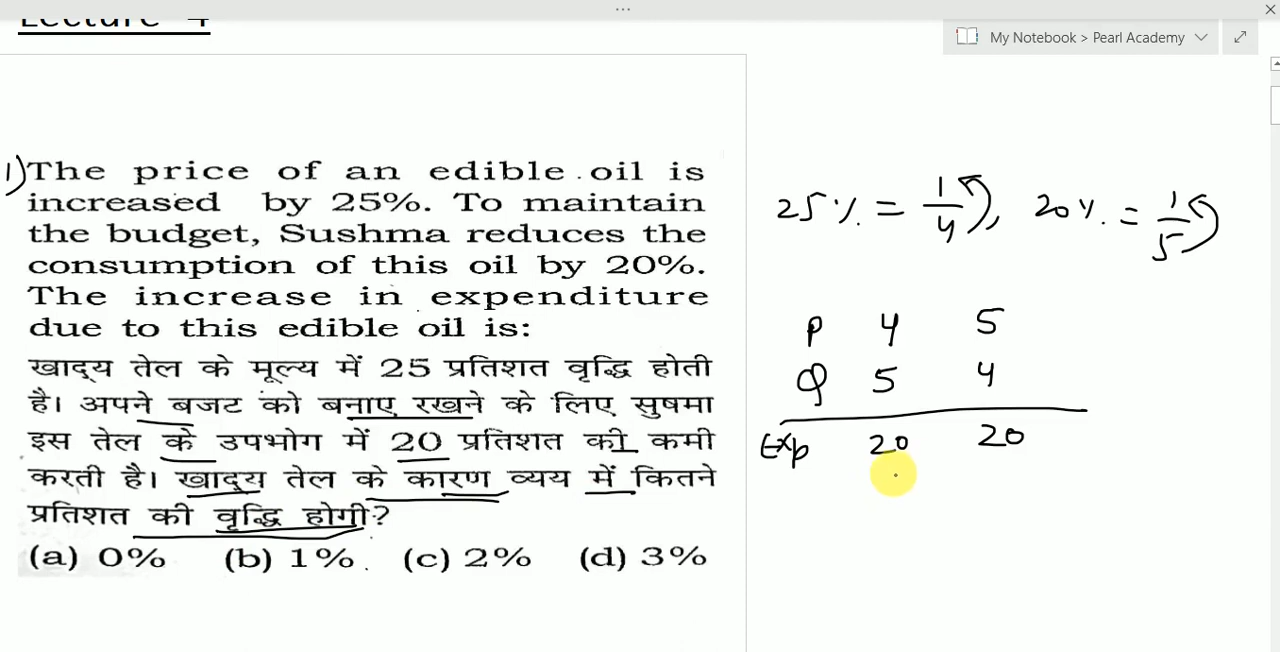 Lecture 4
My Notebook > Pearl Academy
1) The price of an edible oil is
increased by 25%. To maintain
the budget, Sushma reduces the
consumption of this oil by 20%.
The increase in expenditure
due to this edible oil is:
खाद्य तेल के मूल्य में 25 प्रतिशत वृद्धि होती
है। अपने बजट को बनाए रखने के लिए सुषमा
इस तेल के उपभोग में 20 प्रतिशत की कमी
करती है। खाद्य तेल के कारण व्यय में कितने
प्रतिशत की वृद्धि होगी?
(a) 0% (b) 1% (c) 2% (d) 3%
25 % = 1/4, 20 % = 1/5
P 4 5
Q 5 4
Exp 20 20